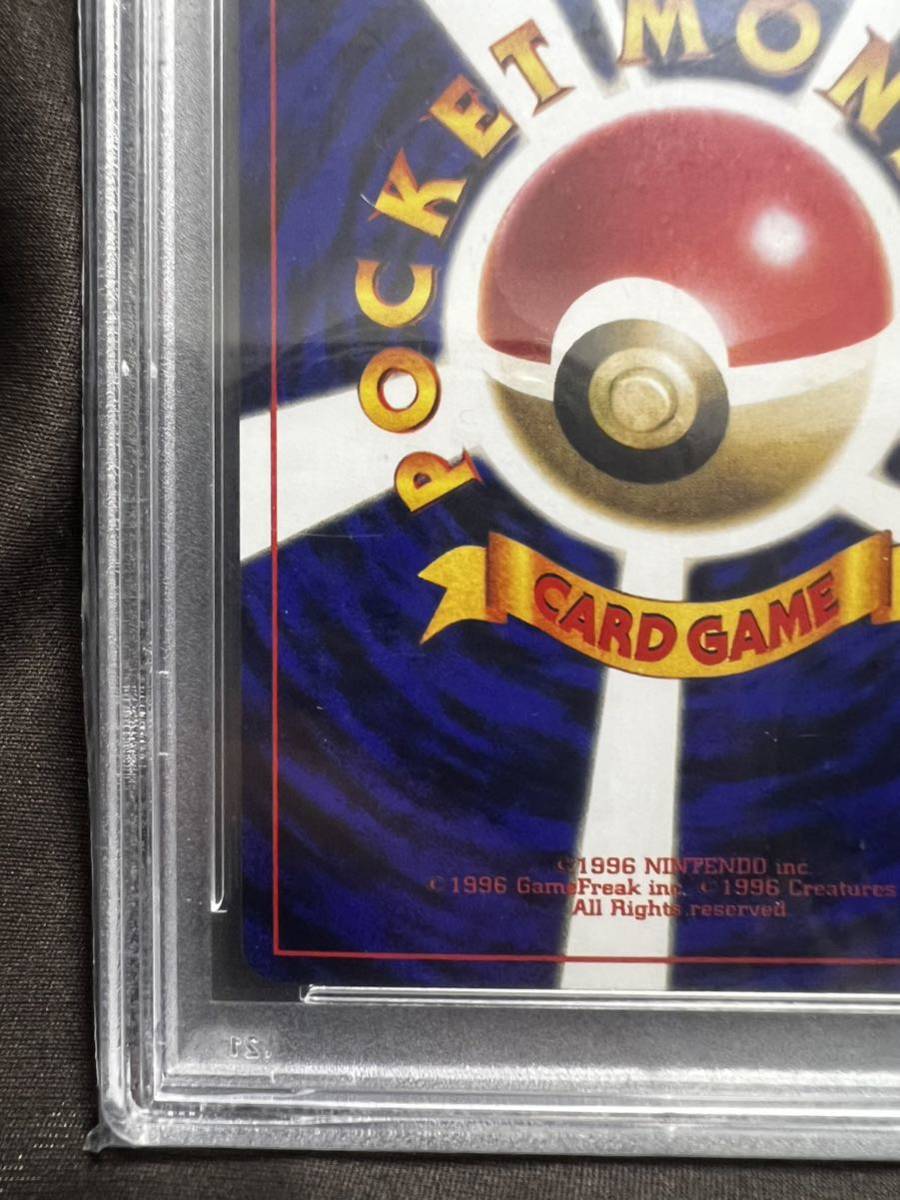 POCKET MON
CARD GAME
©1996 NINTENDO inc.
©1996 GameFreak inc. ©1996 Creatures
All Rights reserved